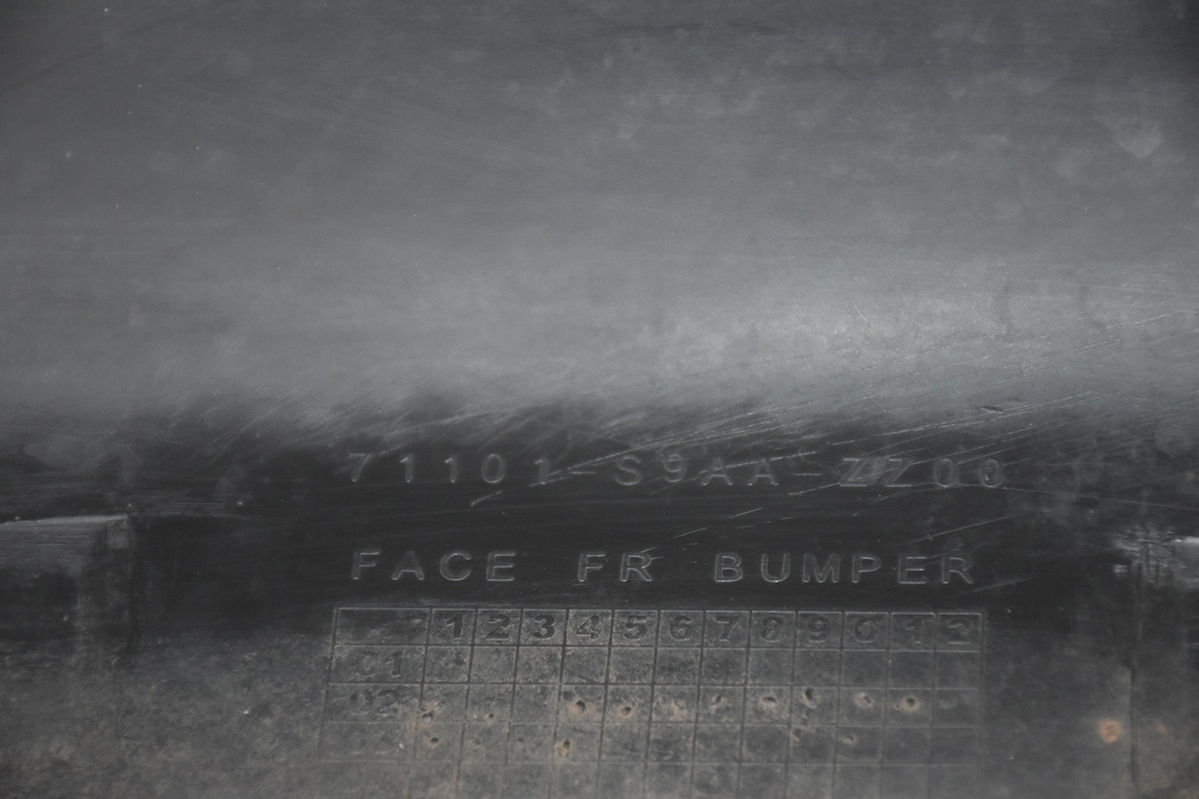 71101-S9AA-ZZ00
FACE FR BUMPER
1 2 3 4 5 6 7 8 9 0 1 2
01
02
03